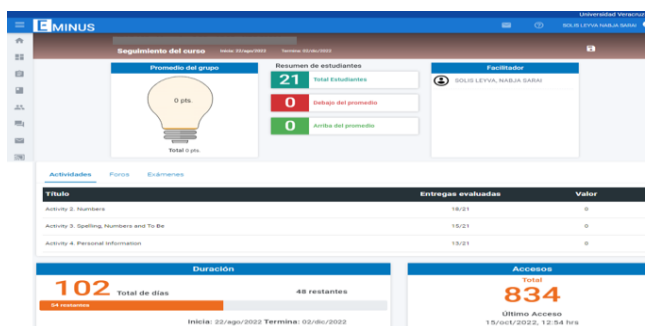 Universidad Veracruz
EMINUS
SOLIS LEYVA NABJA SARAI
Seguimiento del curso Inicia: 22/ago/2022 Termina: 02/dic/2022
Promedio del grupo
0 pts.
Total 0 pts.
Resumen de estudiantes
21 Total Estudiantes
0 Debajo del promedio
0 Arriba del promedio
Facilitador
SOLIS LEYVA, NABJA SARAI
Actividades Foros Exámenes
Título Entregas evaluadas Valor
Activity 2. Numbers 18/21 0
Activity 3. Spelling, Numbers and To Be 15/21 0
Activity 4. Personal Information 13/21 0
Duración
102 Total de días 48 restantes
54 restantes
Inicia: 22/ago/2022 Termina: 02/dic/2022
Accesos
Total
834
Último Acceso
15/oct/2022, 12:54 hrs